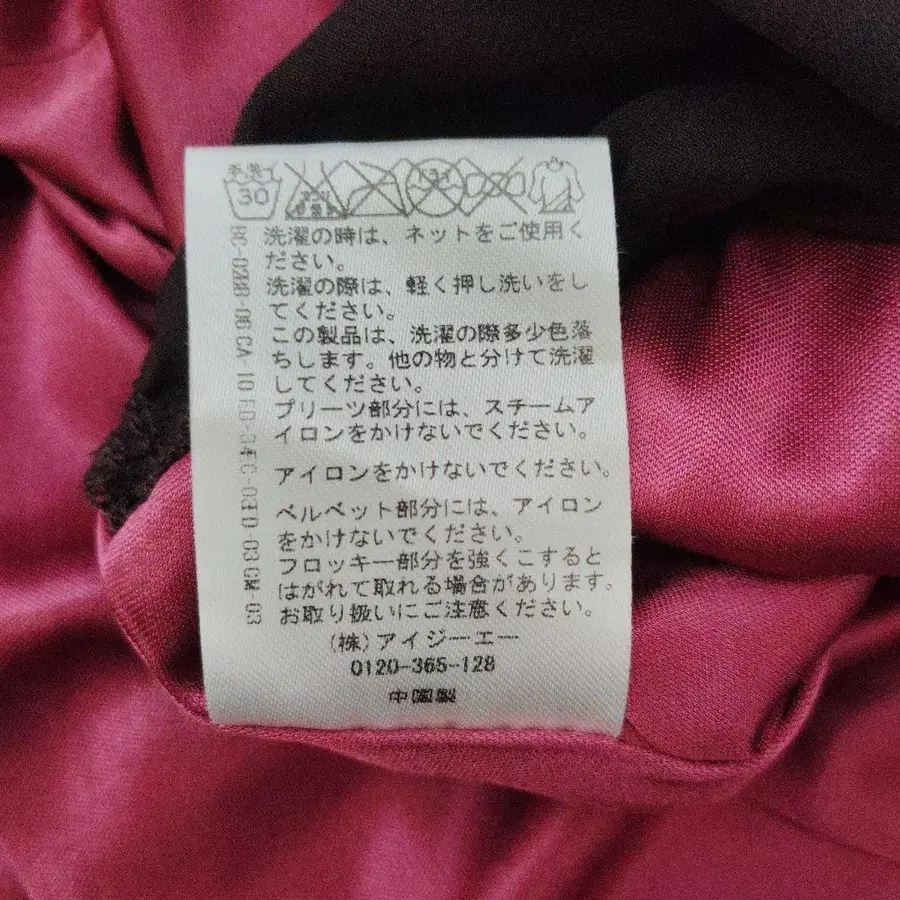 手洗
30
洗濯の時は、ネットをご使用く
ださい。
洗濯の際は、軽く押し洗いをし
てください。
この製品は、洗濯の際多少色落
ちします。他の物と分けて洗濯
してください。
プリーツ部分には、スチームア
イロンをかけないでください。
アイロンをかけないでください。
ベルベット部分には、アイロン
をかけないでください。
フロッキー部分を強くこすると
はがれて取れる場合があります。
お取り扱いにご注意ください。
(株)アイジーエー
0120-365-128
中国製